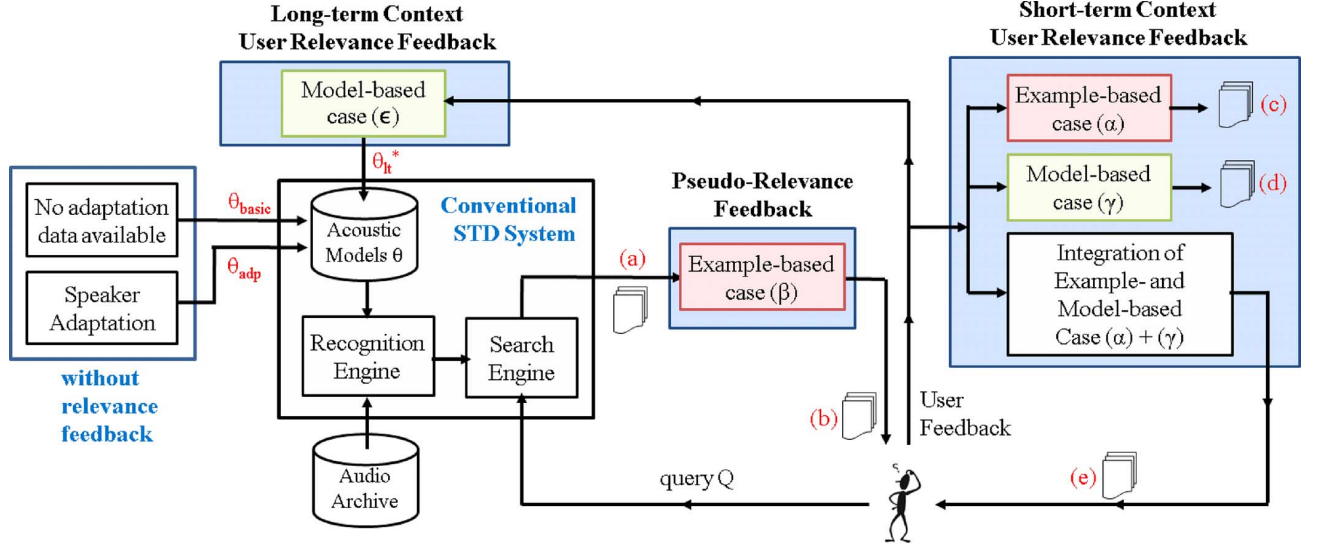 Long-term Context
User Relevance Feedback
Short-term Context
User Relevance Feedback
Model-based
case (ϵ)
Example-based
case (α)
(c)
θlt*
Model-based
case (γ)
(d)
No adaptation
data available
θbasic
Speaker
Adaptation
θadp
without
relevance
feedback
Conventional
STD System
Acoustic
Models θ
Recognition
Engine
Search
Engine
Audio
Archive
(a)
Pseudo-Relevance
Feedback
Example-based
case (β)
(b)
User
Feedback
Integration of
Example- and
Model-based
Case (α) + (γ)
(e)
query Q